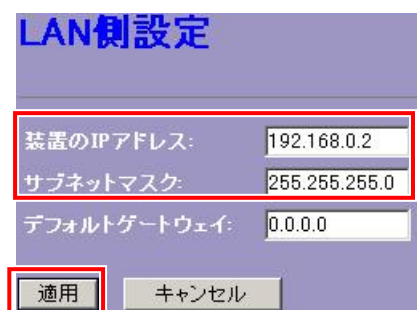 LAN側設定
装置のIPアドレス: 192.168.0.2
サブネットマスク: 255.255.255.0
デフォルトゲートウェイ: 0.0.0.0
適用 キャンセル